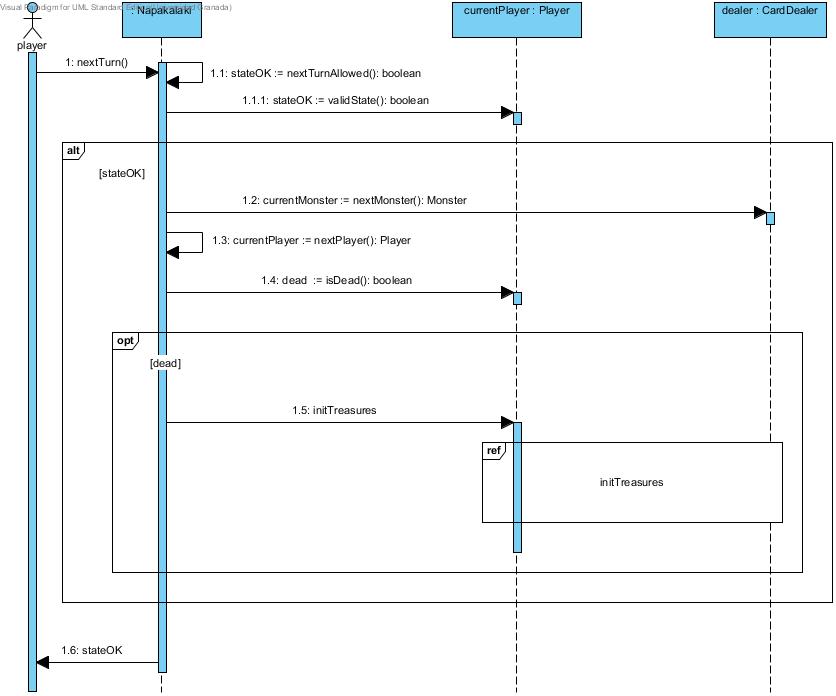 Visual Paradigm for UML Standard Granada)
: Napakalaki
currentPlayer : Player
dealer : CardDealer
player
1: nextTurn()
1.1: stateOK := nextTurnAllowed(): boolean
1.1.1: stateOK := validState(): boolean
alt
[stateOK]
1.2: currentMonster := nextMonster(): Monster
1.3: currentPlayer := nextPlayer(): Player
1.4: dead := isDead(): boolean
opt
[dead]
1.5: initTreasures
ref
initTreasures
1.6: stateOK